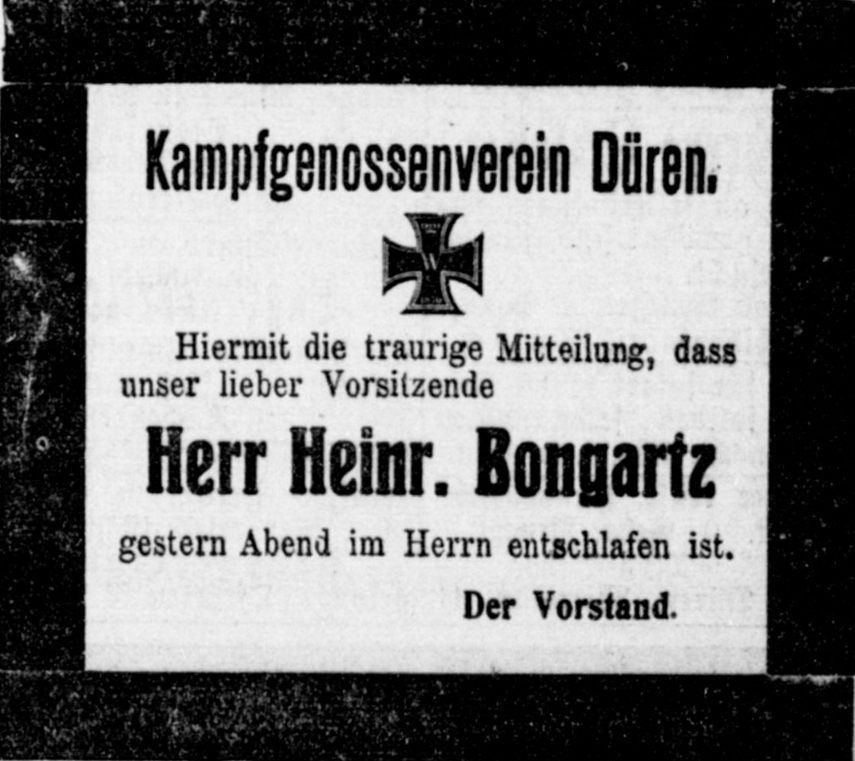 Kampfgenossenverein Düren.
W
1870
Hiermit die traurige Mitteilung, dass
unser lieber Vorsitzende
Herr Heinr. Bongartz
gestern Abend im Herrn entschlafen ist.
Der Vorstand.